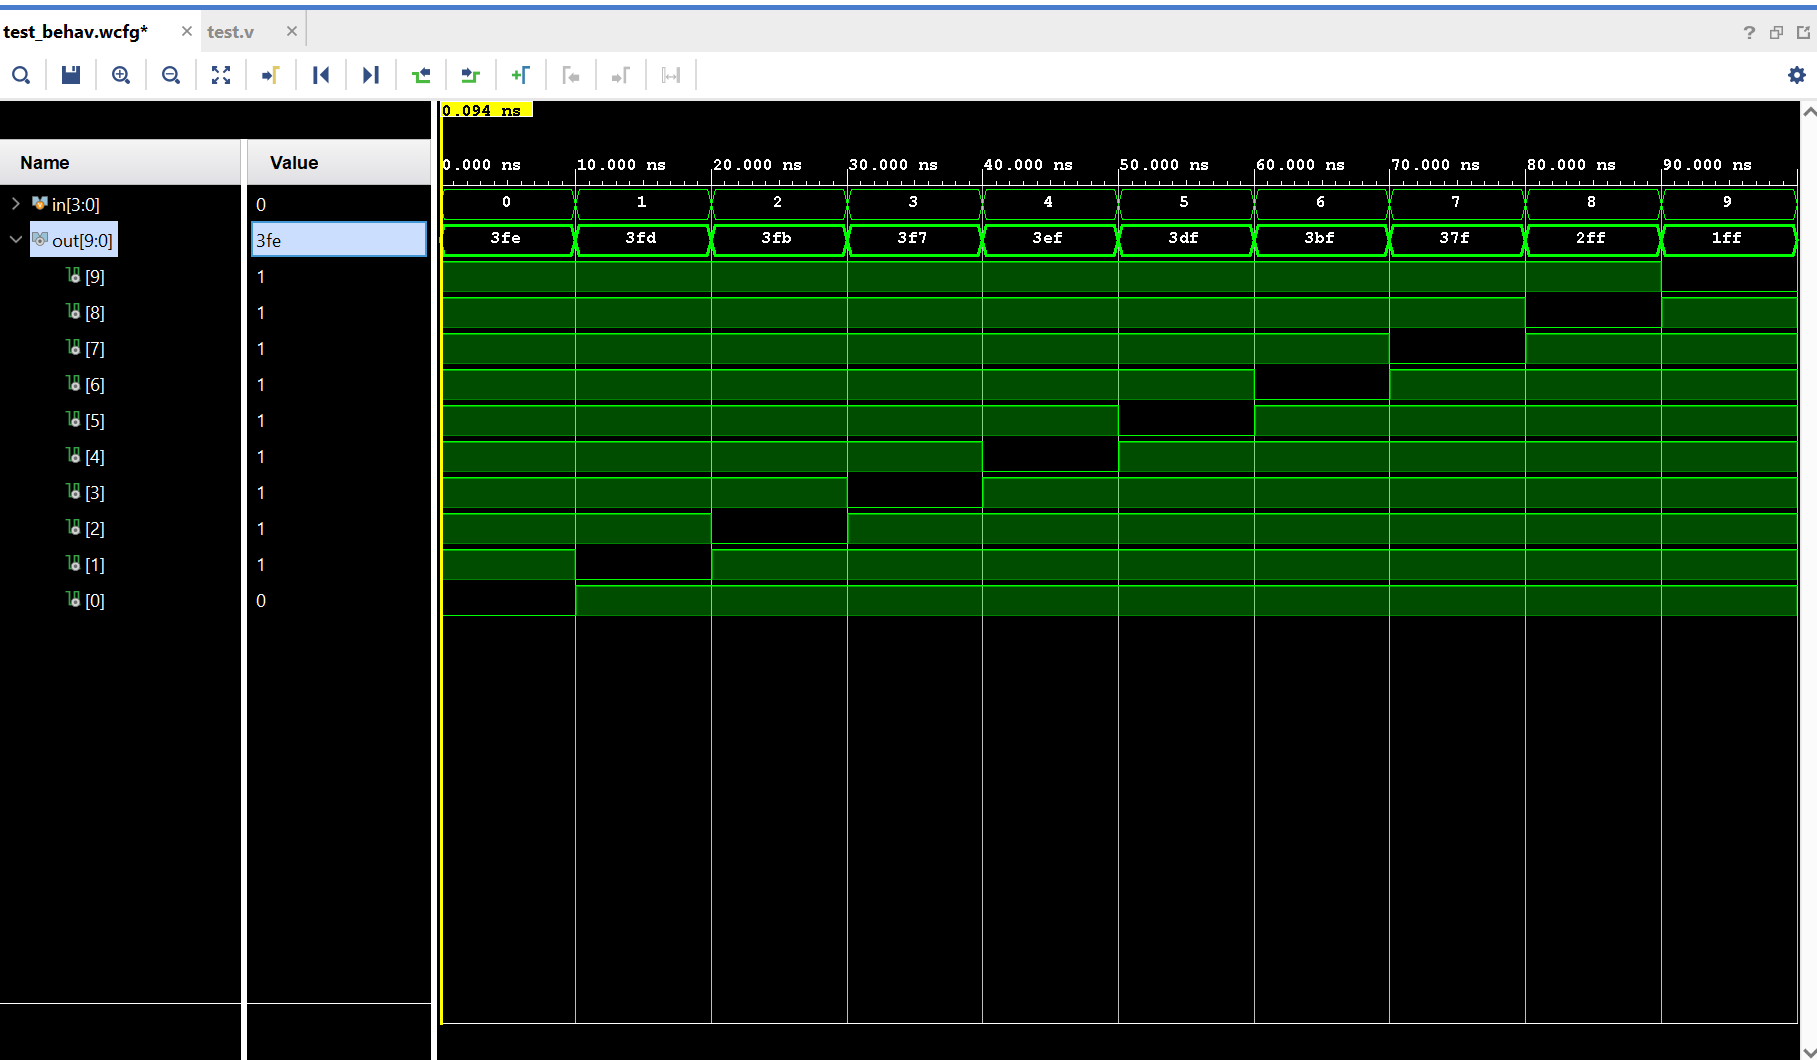 test_behav.wcfg* × test.v ×
?
0.094 ns
Name Value
0.000 ns 10.000 ns 20.000 ns 30.000 ns 40.000 ns 50.000 ns 60.000 ns 70.000 ns 80.000 ns 90.000 ns
in[3:0] 0 0 1 2 3 4 5 6 7 8 9
out[9:0] 3fe 3fe 3fd 3fb 3f7 3ef 3df 3bf 37f 2ff 1ff
[9] 1
[8] 1
[7] 1
[6] 1
[5] 1
[4] 1
[3] 1
[2] 1
[1] 1
[0] 0